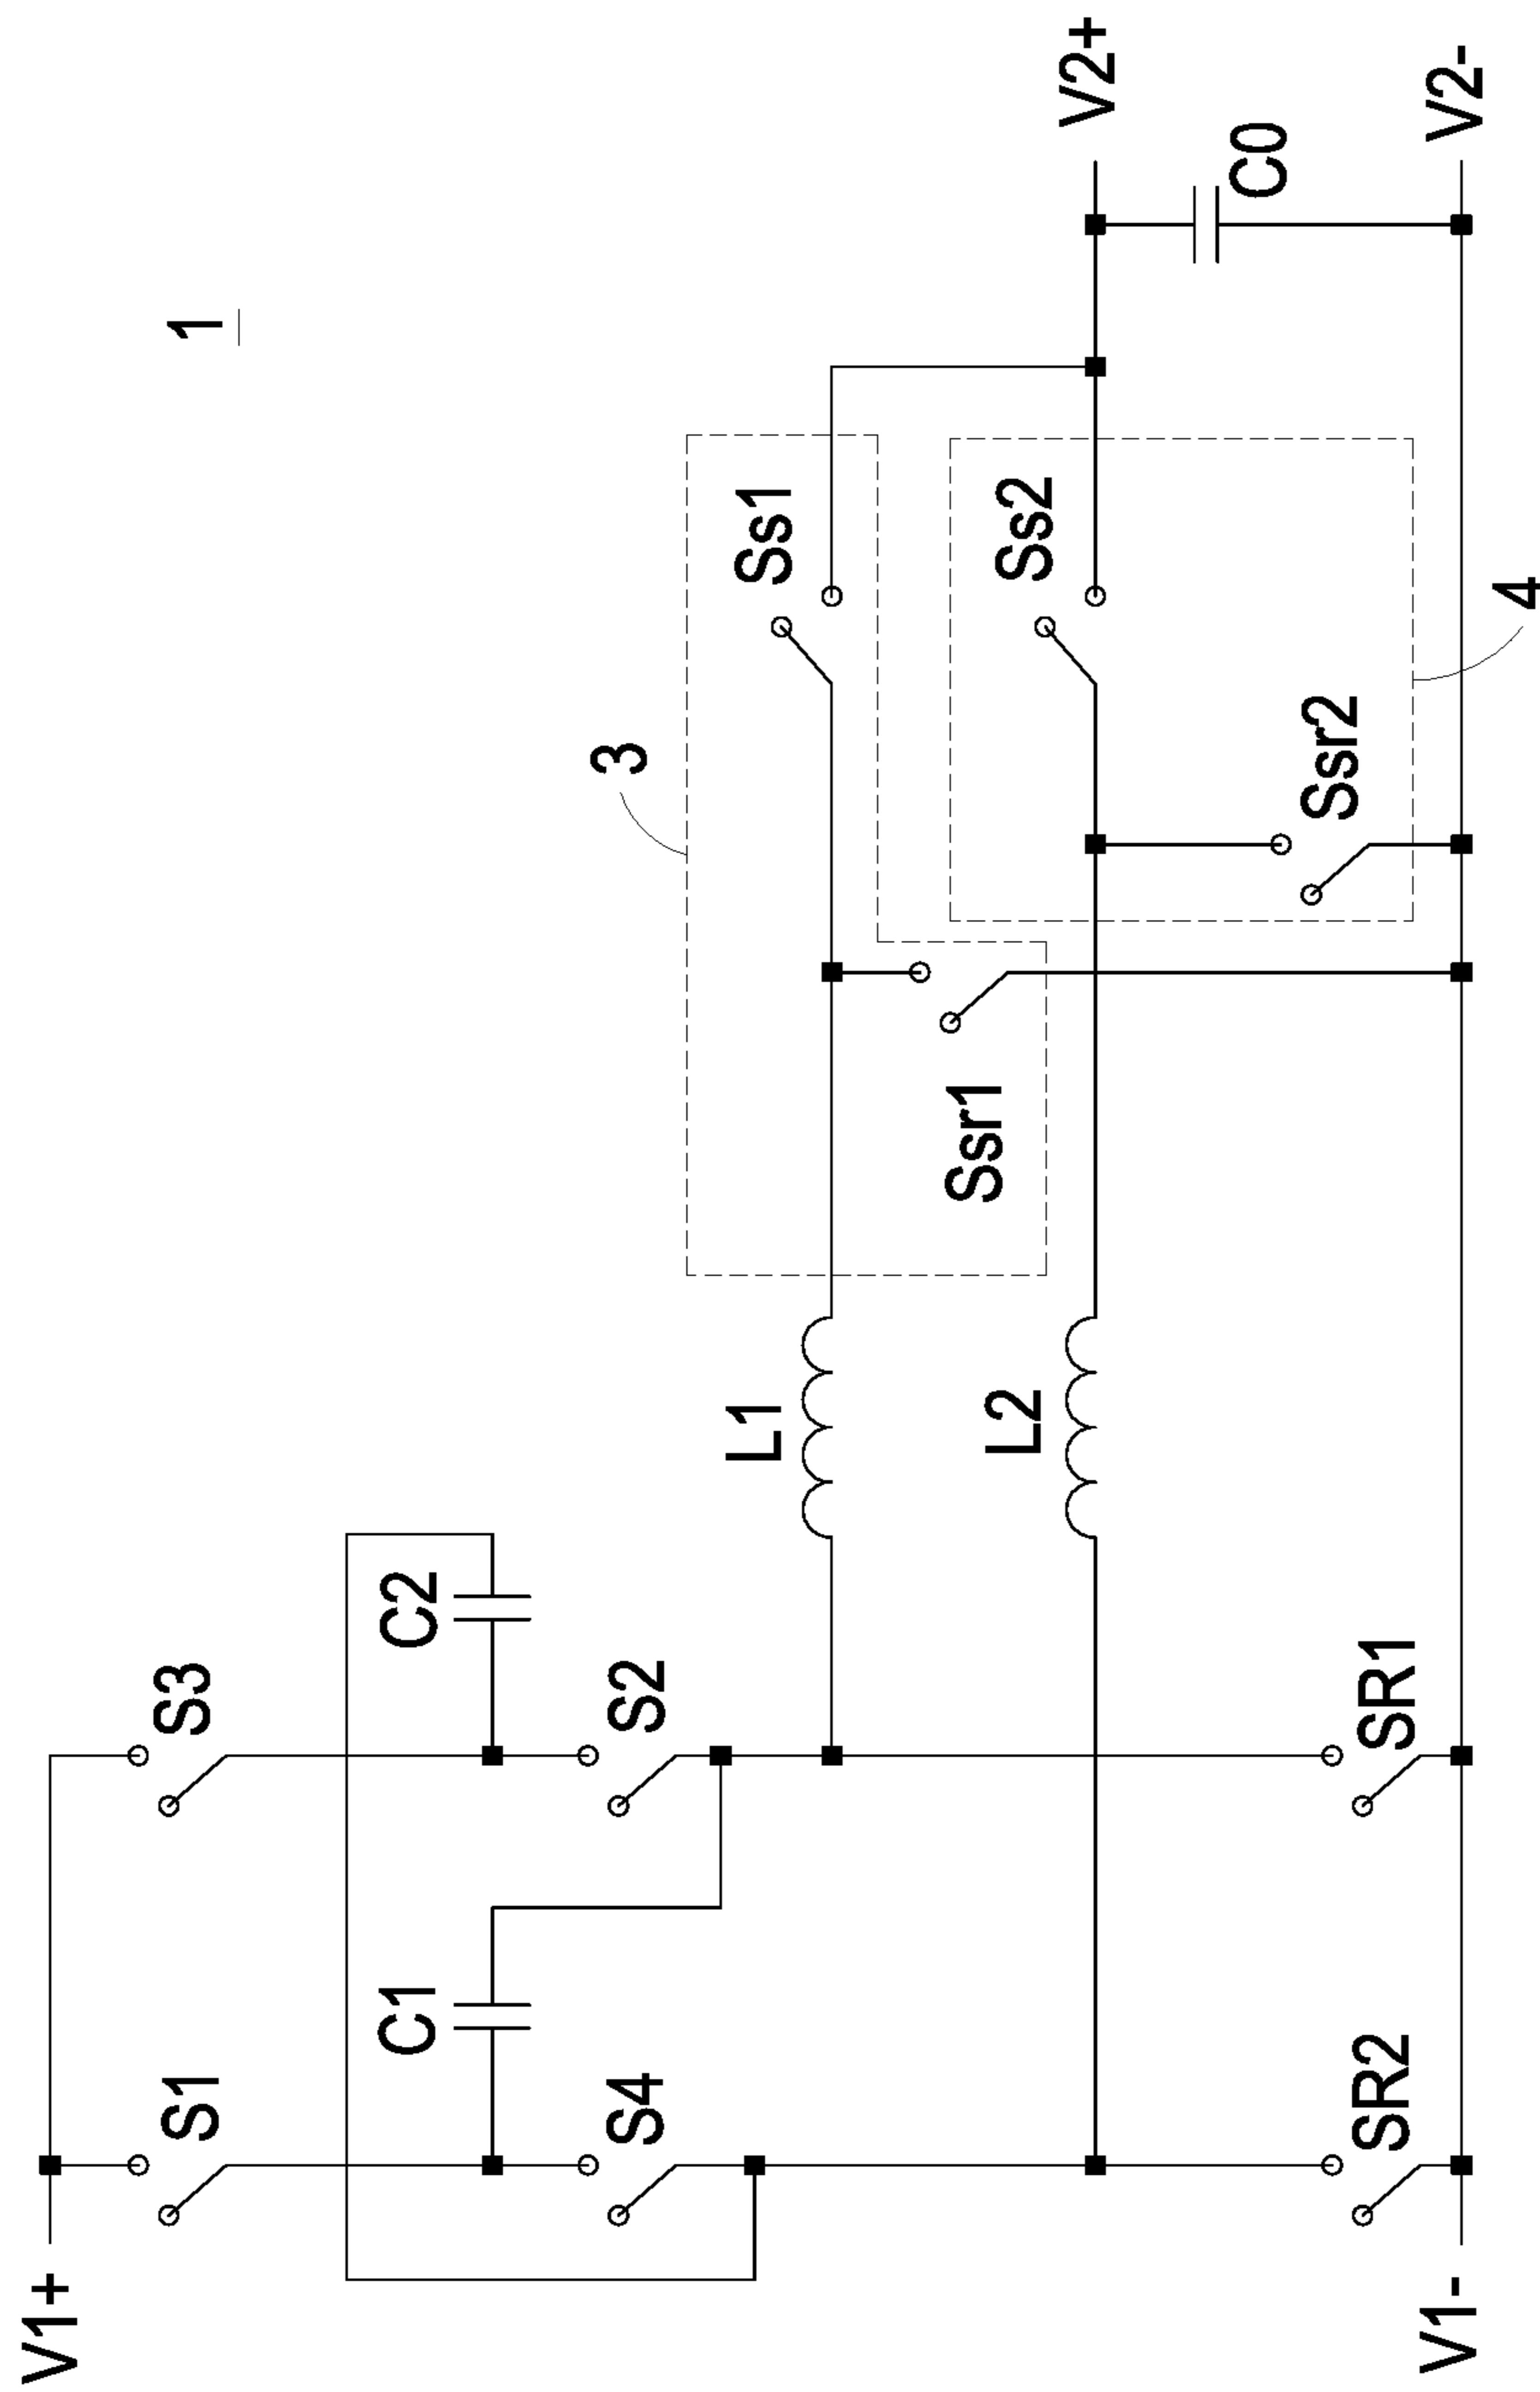 1
V1+
S1
S3
C1
C2
S4
S2
L1
L2
3
Ss1
Ssr1
Ss2
Ssr2
4
SR2
SR1
C0
V2+
V1-
V2-